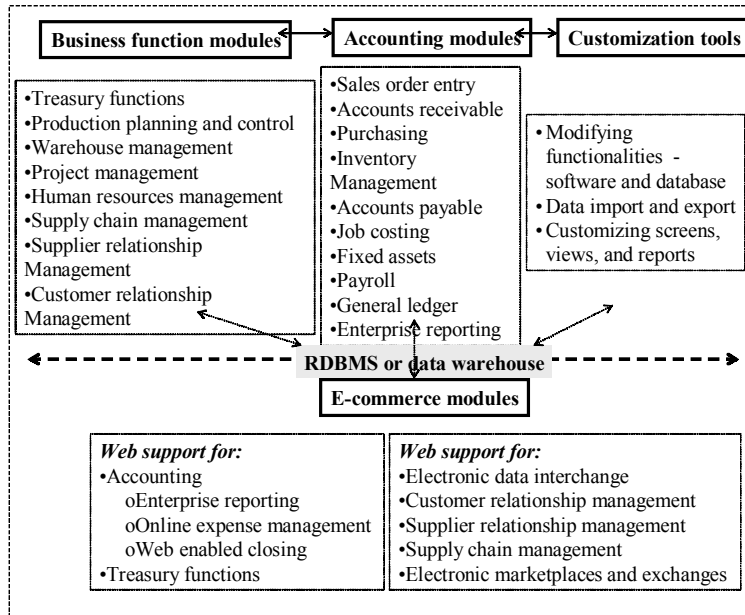 Business function modules
Accounting modules
Customization tools
•Treasury functions
•Production planning and control
•Warehouse management
•Project management
•Human resources management
•Supply chain management
•Supplier relationship
Management
•Customer relationship
Management
•Sales order entry
•Accounts receivable
•Purchasing
•Inventory
Management
•Accounts payable
•Job costing
•Fixed assets
•Payroll
•General ledger
•Enterprise reporting
• Modifying
functionalities -
software and database
• Data import and export
• Customizing screens,
views, and reports
RDBMS or data warehouse
E-commerce modules
Web support for:
•Accounting
oEnterprise reporting
oOnline expense management
oWeb enabled closing
•Treasury functions
Web support for:
•Electronic data interchange
•Customer relationship management
•Supplier relationship management
•Supply chain management
•Electronic marketplaces and exchanges